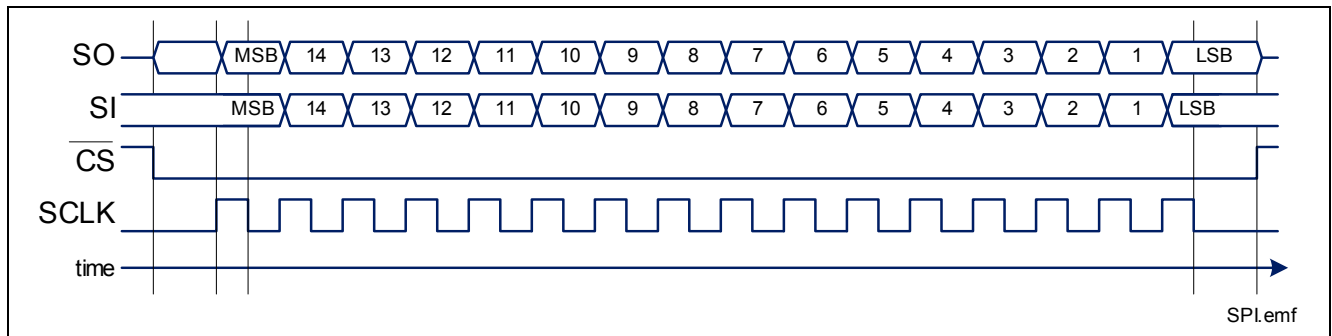 SO MSB 14 13 12 11 10 9 8 7 6 5 4 3 2 1 LSB
SI MSB 14 13 12 11 10 9 8 7 6 5 4 3 2 1 LSB
CS
SCLK
time
SPI.emf